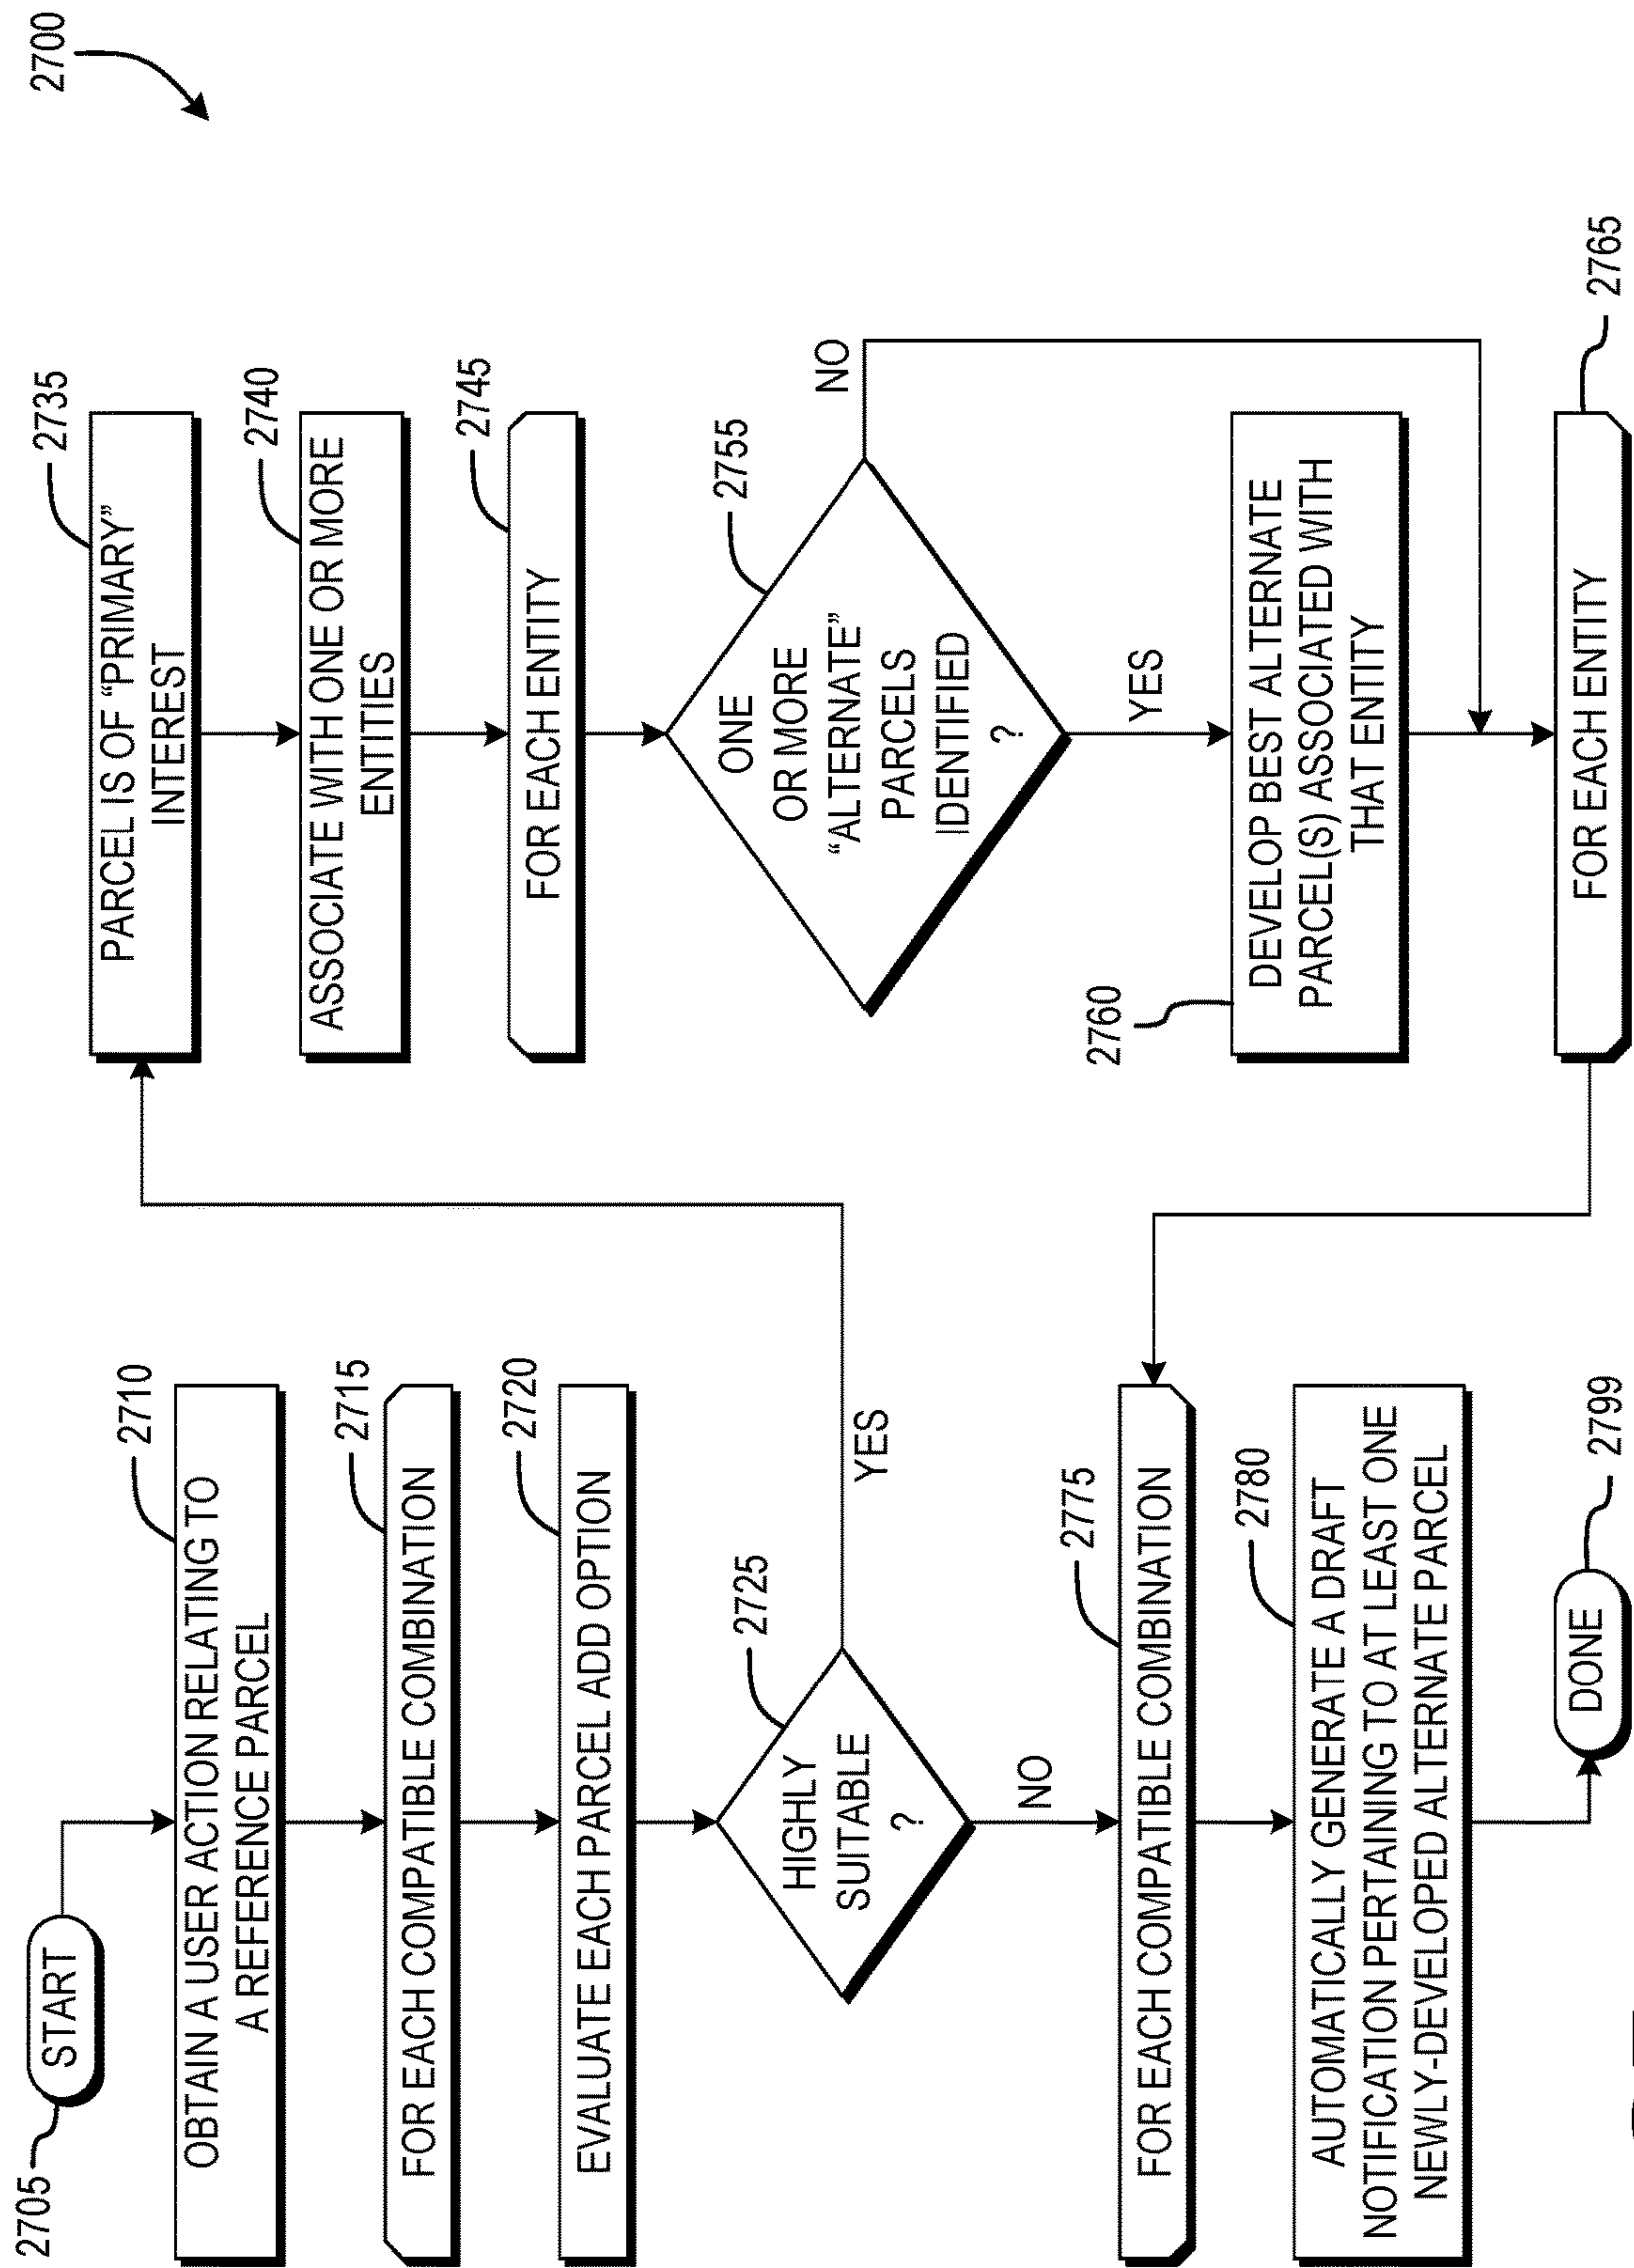 2700
2705
START
2710
OBTAIN A USER ACTION RELATING TO
A REFERENCE PARCEL
2715
FOR EACH COMPATIBLE COMBINATION
2720
EVALUATE EACH PARCEL ADD OPTION
2725
HIGHLY
SUITABLE
?
YES
NO
2735
PARCEL IS OF “PRIMARY”
INTEREST
2740
ASSOCIATE WITH ONE OR MORE
ENTITIES
2745
FOR EACH ENTITY
2755
ONE
OR MORE
“ALTERNATE”
PARCELS
IDENTIFIED
?
NO
YES
2760
DEVELOP BEST ALTERNATE
PARCEL(S) ASSOCIATED WITH
THAT ENTITY
2765
FOR EACH ENTITY
2775
FOR EACH COMPATIBLE COMBINATION
2780
AUTOMATICALLY GENERATE A DRAFT
NOTIFICATION PERTAINING TO AT LEAST ONE
NEWLY-DEVELOPED ALTERNATE PARCEL
2799
DONE